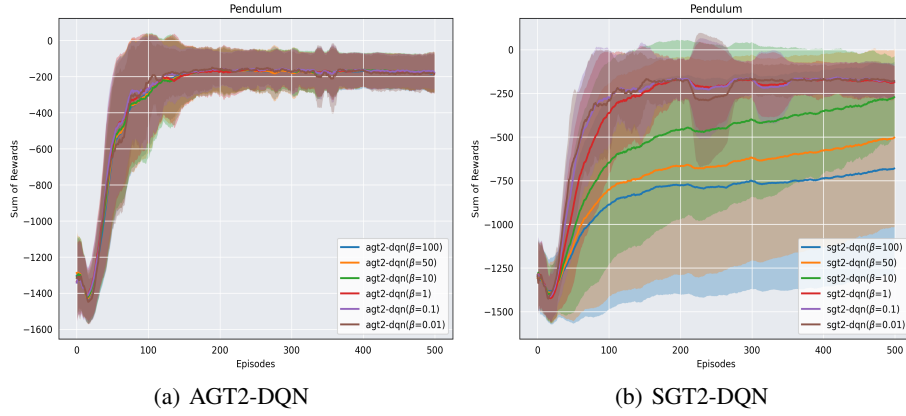 Pendulum
0
−200
−400
−600
−800
−1000
−1200
−1400
−1600
Sum of Rewards
agt2-dqn(β=100)
agt2-dqn(β=50)
agt2-dqn(β=10)
agt2-dqn(β=1)
agt2-dqn(β=0.1)
agt2-dqn(β=0.01)
0 100 200 300 400 500
Episodes
(a) AGT2-DQN
Pendulum
0
−250
−500
−750
−1000
−1250
−1500
Sum of Rewards
sgt2-dqn(β=100)
sgt2-dqn(β=50)
sgt2-dqn(β=10)
sgt2-dqn(β=1)
sgt2-dqn(β=0.1)
sgt2-dqn(β=0.01)
0 100 200 300 400 500
Episodes
(b) SGT2-DQN